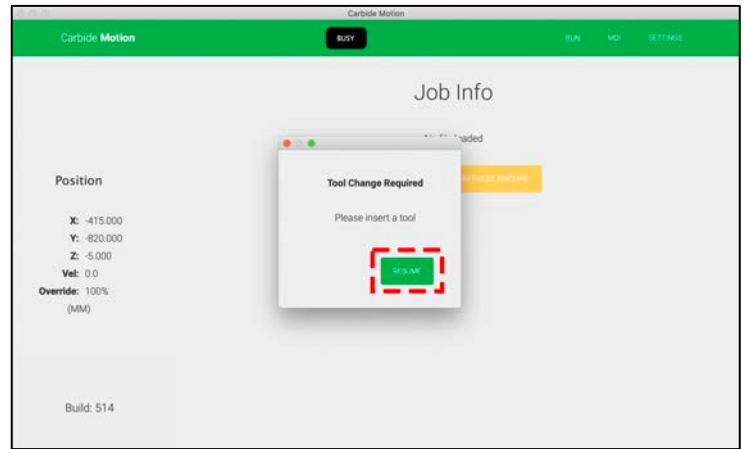 Carbide Motion
Carbide Motion
BUSY
RUN
MDI
SETTINGS
Job Info
Tool Change Required
Please insert a tool
RESUME
Position
X: -415.000
Y: -820.000
Z: -5.000
Vel: 0.0
Override: 100%
(MM)
Build: 514